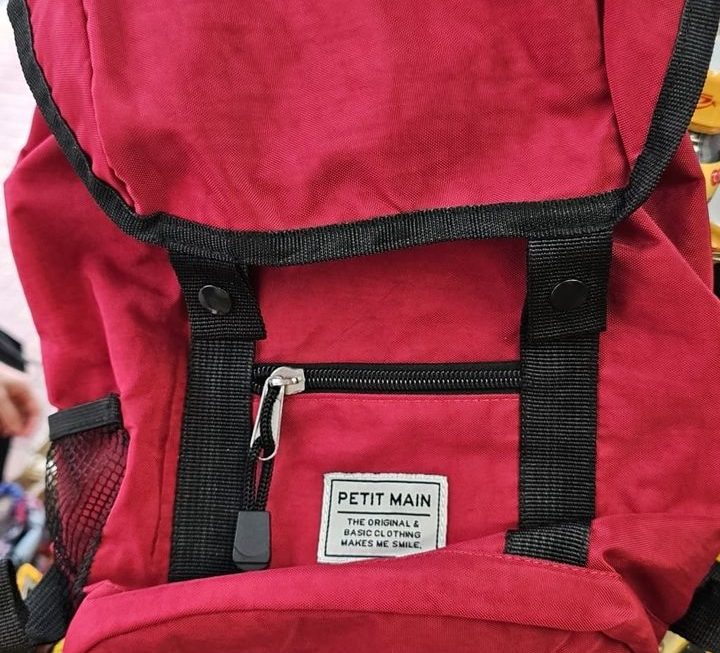 PETIT MAIN
THE ORIGINAL &
BASIC CLOTHING
MAKES ME SMILE.